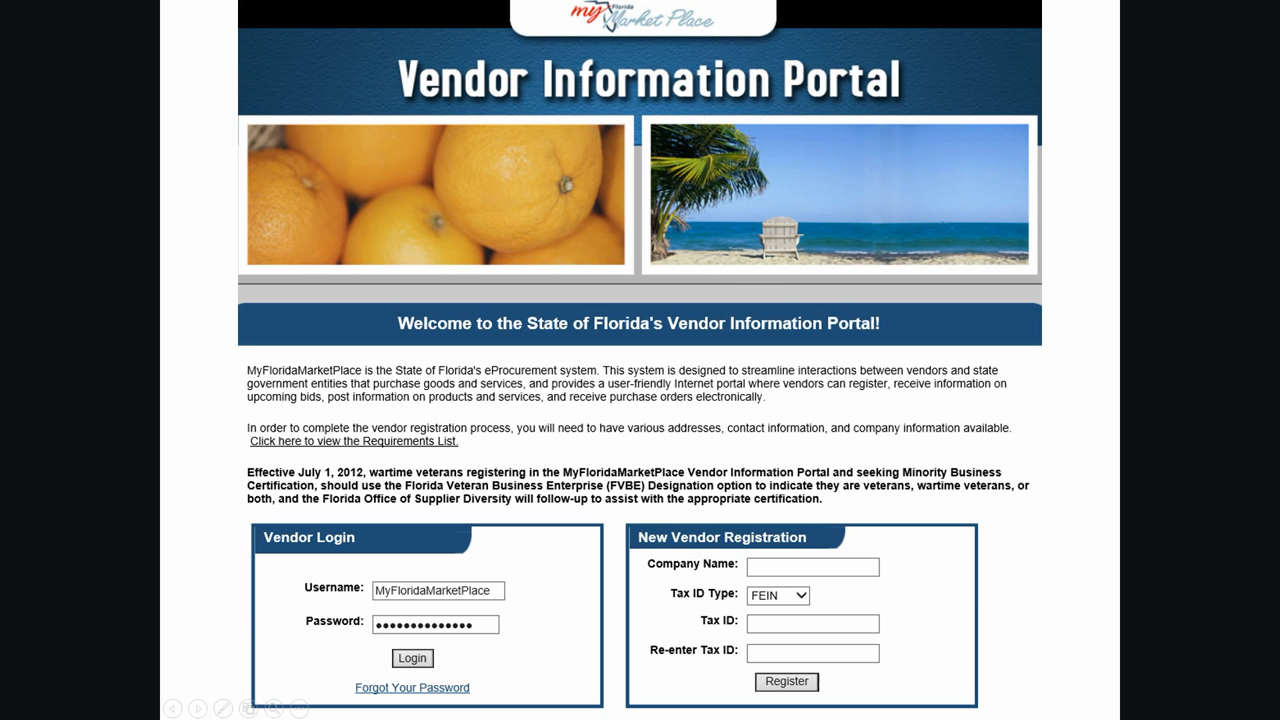 my Florida
Market Place
Vendor Information Portal
Welcome to the State of Florida's Vendor Information Portal!
MyFloridaMarketPlace is the State of Florida's eProcurement system. This system is designed to streamline interactions between vendors and state
government entities that purchase goods and services, and provides a user-friendly Internet portal where vendors can register, receive information on
upcoming bids, post information on products and services, and receive purchase orders electronically.
In order to complete the vendor registration process, you will need to have various addresses, contact information, and company information available.
Click here to view the Requirements List.
Effective July 1, 2012, wartime veterans registering in the MyFloridaMarketPlace Vendor Information Portal and seeking Minority Business
Certification, should use the Florida Veteran Business Enterprise (FVBE) Designation option to indicate they are veterans, wartime veterans, or
both, and the Florida Office of Supplier Diversity will follow-up to assist with the appropriate certification.
Vendor Login
Username: MyFloridaMarketPlace
Password: ●●●●●●●●●●●●●●
Login
Forgot Your Password
New Vendor Registration
Company Name:
Tax ID Type: FEIN
Tax ID:
Re-enter Tax ID:
Register